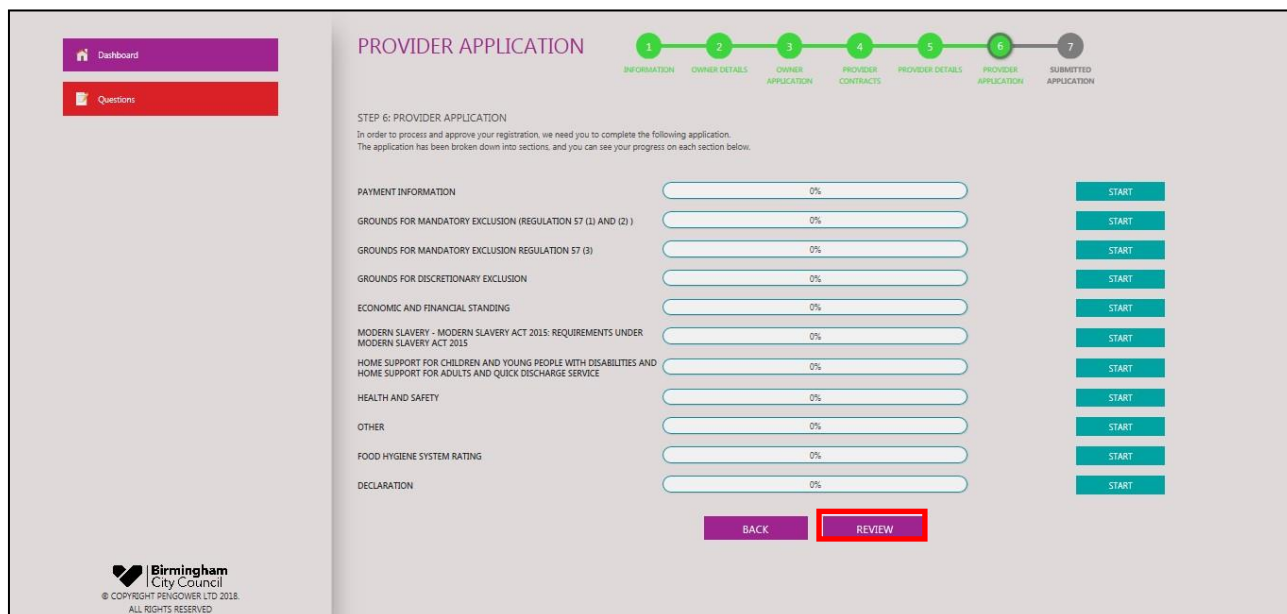 Dashboard
Questions
PROVIDER APPLICATION
1 2 3 4 5 6 7
INFORMATION OWNER DETAILS OWNER APPLICATION PROVIDER CONTRACTS PROVIDER DETAILS PROVIDER APPLICATION SUBMITTED APPLICATION
STEP 6: PROVIDER APPLICATION
In order to process and approve your registration, we need you to complete the following application.
The application has been broken down into sections, and you can see your progress on each section below.
PAYMENT INFORMATION 0% START
GROUNDS FOR MANDATORY EXCLUSION (REGULATION 57 (1) AND (2) ) 0% START
GROUNDS FOR MANDATORY EXCLUSION REGULATION 57 (3) 0% START
GROUNDS FOR DISCRETIONARY EXCLUSION 0% START
ECONOMIC AND FINANCIAL STANDING 0% START
MODERN SLAVERY - MODERN SLAVERY ACT 2015: REQUIREMENTS UNDER
MODERN SLAVERY ACT 2015 0% START
HOME SUPPORT FOR CHILDREN AND YOUNG PEOPLE WITH DISABILITIES AND
HOME SUPPORT FOR ADULTS AND QUICK DISCHARGE SERVICE 0% START
HEALTH AND SAFETY 0% START
OTHER 0% START
FOOD HYGIENE SYSTEM RATING 0% START
DECLARATION 0% START
BACK REVIEW
Birmingham
City Council
© COPYRIGHT PENGOWER LTD 2018.
ALL RIGHTS RESERVED